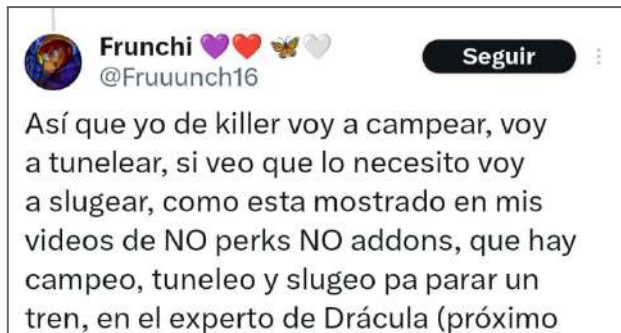 Frunchi 💜❤️ 🦋🤍
@Fruuunch16
Seguir
Así que yo de killer voy a campear, voy
a tunelear, si veo que lo necesito voy
a slugear, como esta mostrado en mis
videos de NO perks NO addons, que hay
campeo, tuneleo y slugeo pa parar un
tren, en el experto de Drácula (próximo